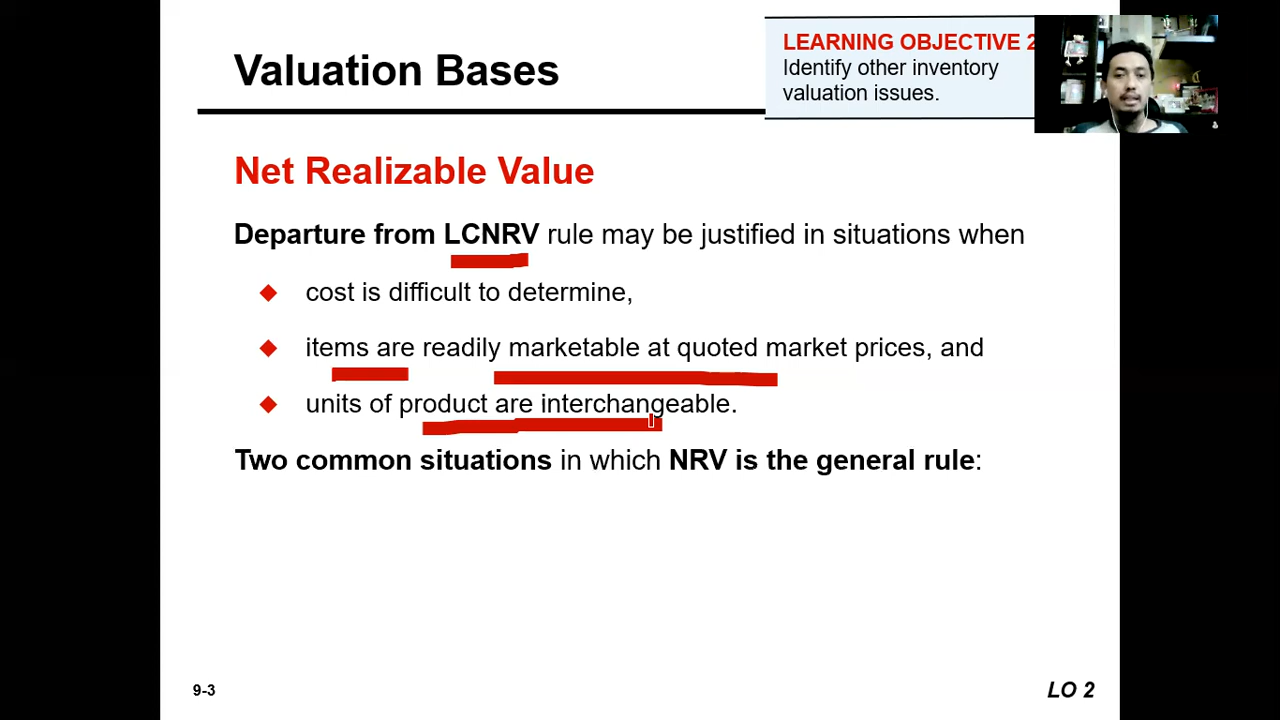 Valuation Bases
LEARNING OBJECTIVE 2
Identify other inventory
valuation issues.
Net Realizable Value
Departure from LCNRV rule may be justified in situations when
cost is difficult to determine,
items are readily marketable at quoted market prices, and
units of product are interchangeable.
Two common situations in which NRV is the general rule:
9-3
LO 2